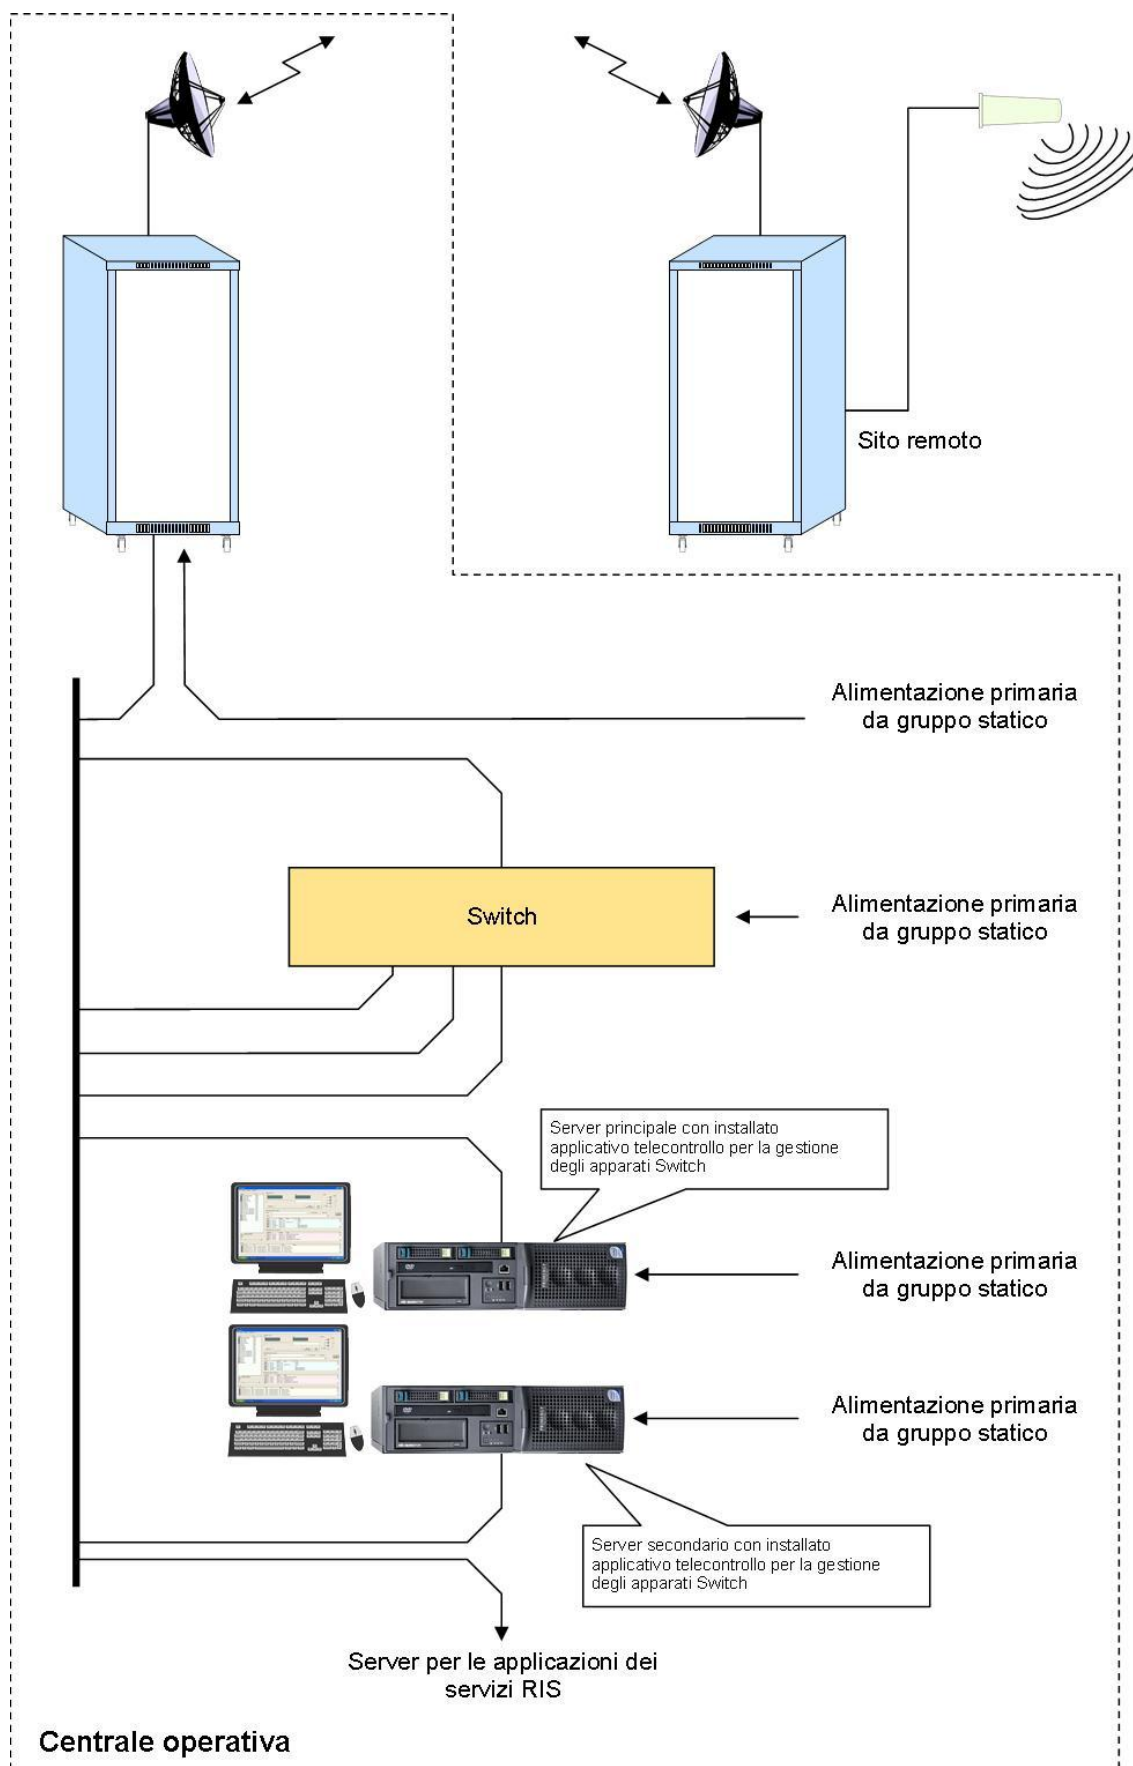 Sito remoto
Alimentazione primaria
da gruppo statico
Switch
Alimentazione primaria
da gruppo statico
Server principale con installato
applicativo telecontrollo per la gestione
degli apparati Switch
Alimentazione primaria
da gruppo statico
Alimentazione primaria
da gruppo statico
Server secondario con installato
applicativo telecontrollo per la gestione
degli apparati Switch
Server per le applicazioni dei
servizi RIS
Centrale operativa